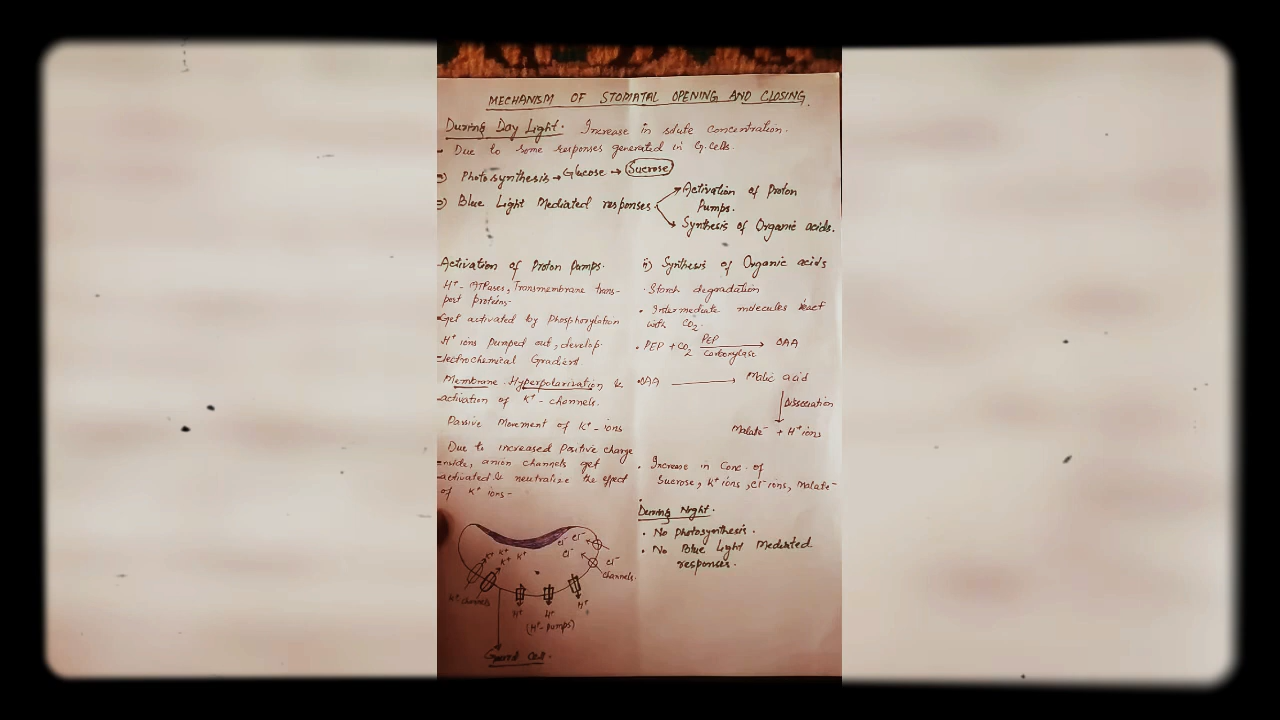 MECHANISM OF STOMATAL OPENING AND CLOSING.
During Day Light. Increase in solute concentration.
Due to some responses generated in G.cells.
Photosynthesis → Glucose → Sucrose
Blue Light Mediated responses
Activation of Proton
Pumps.
Synthesis of Organic acids.
Activation of Proton Pumps.
H⁺- ATPases, Transmembrane trans-
port proteins-
Get activated by Phosphorylation
H⁺ ions pumped out, develop
Electrochemical Gradient.
Membrane Hyperpolarization &
activation of K⁺- channels.
Passive Movement of K⁺- ions
Due to increased positive charge
inside, anion channels get
activated & neutralize the effect
of K⁺ ions-
K⁺ K⁺
K⁺ K⁺
Cl⁻ Cl⁻
Cl⁻
Cl⁻
channels.
K⁺ channels
H⁺ H⁺ H⁺
(H⁺- Pumps)
Guard Cell.
ii) Synthesis of Organic acids
· Starch degradation
· Intermediate molecules react
with CO₂.
· PEP + CO₂ PEP carboxylase → OAA
OAA → Malic acid
Dissociation
Malate⁻ + H⁺ ions
· Increase in Conc. of
Sucrose, K⁺ ions, Cl⁻ ions, Malate⁻
During Night.
· No photosynthesis.
· No Blue Light Mediated
responses.